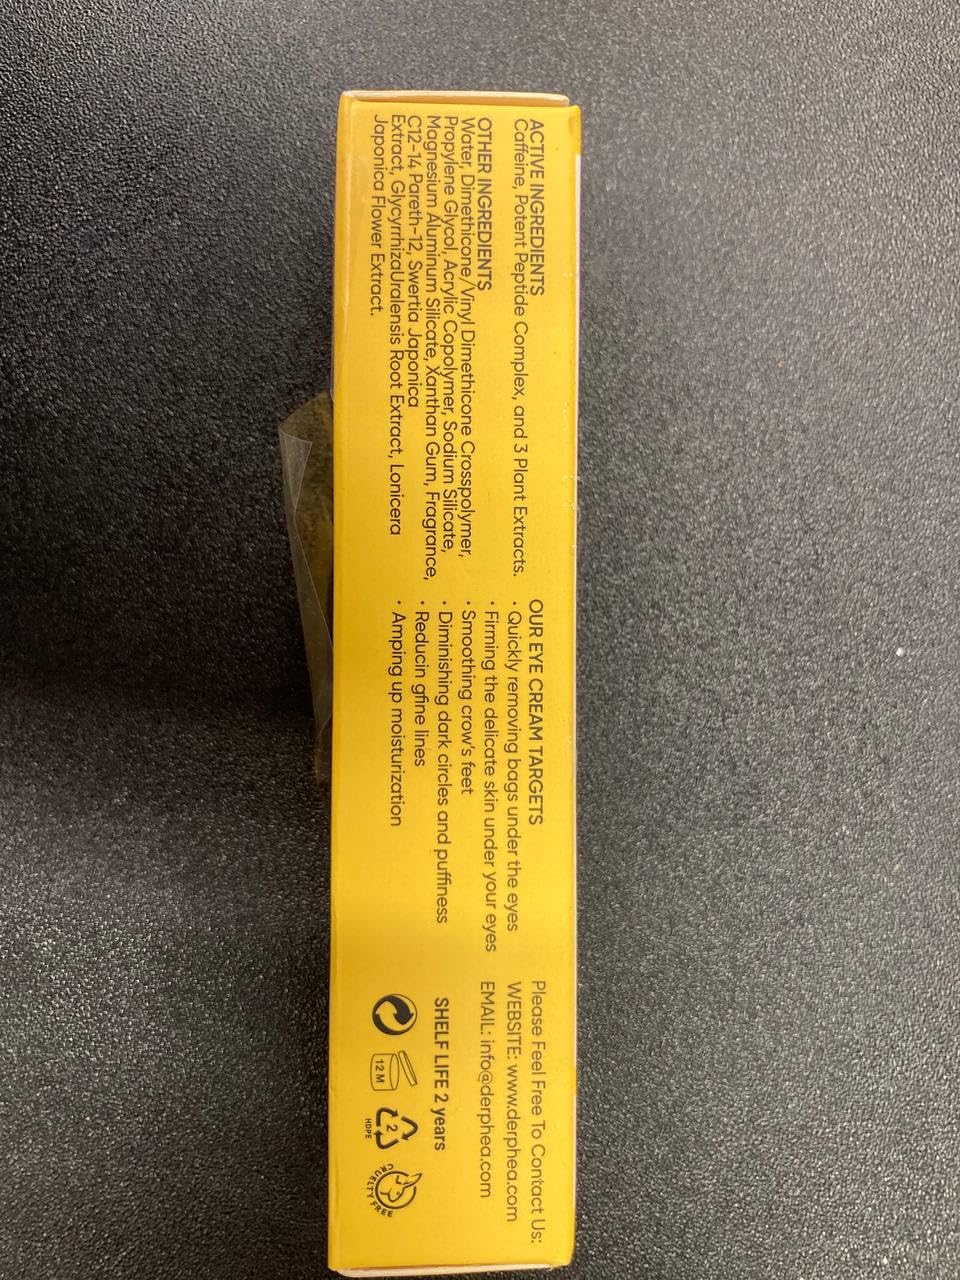 ACTIVE INGREDIENTS
Caffeine, Potent Peptide Complex, and 3 Plant Extracts.
OTHER INGREDIENTS
Water, Dimethicone/Vinyl Dimethicone Crosspolymer,
Propylene Glycol, Acrylic Copolymer, Sodium Silicate,
Magnesium Aluminum Silicate, Xanthan Gum, Fragrance,
C12-14 Pareth-12, Swertia Japonica
Extract, GlycyrrhizaUralensis Root Extract, Lonicera
Japonica Flower Extract.
OUR EYE CREAM TARGETS
· Quickly removing bags under the eyes
· Firming the delicate skin under your eyes
· Smoothing crow's feet
· Diminishing dark circles and puffiness
· Reducin gfine lines
· Amping up moisturization
Please Feel Free To Contact Us:
WEBSITE: www.derphea.com
EMAIL: info@derphea.com
SHELF LIFE 2 years
12 M
2
HDPE
CRUELTY FREE